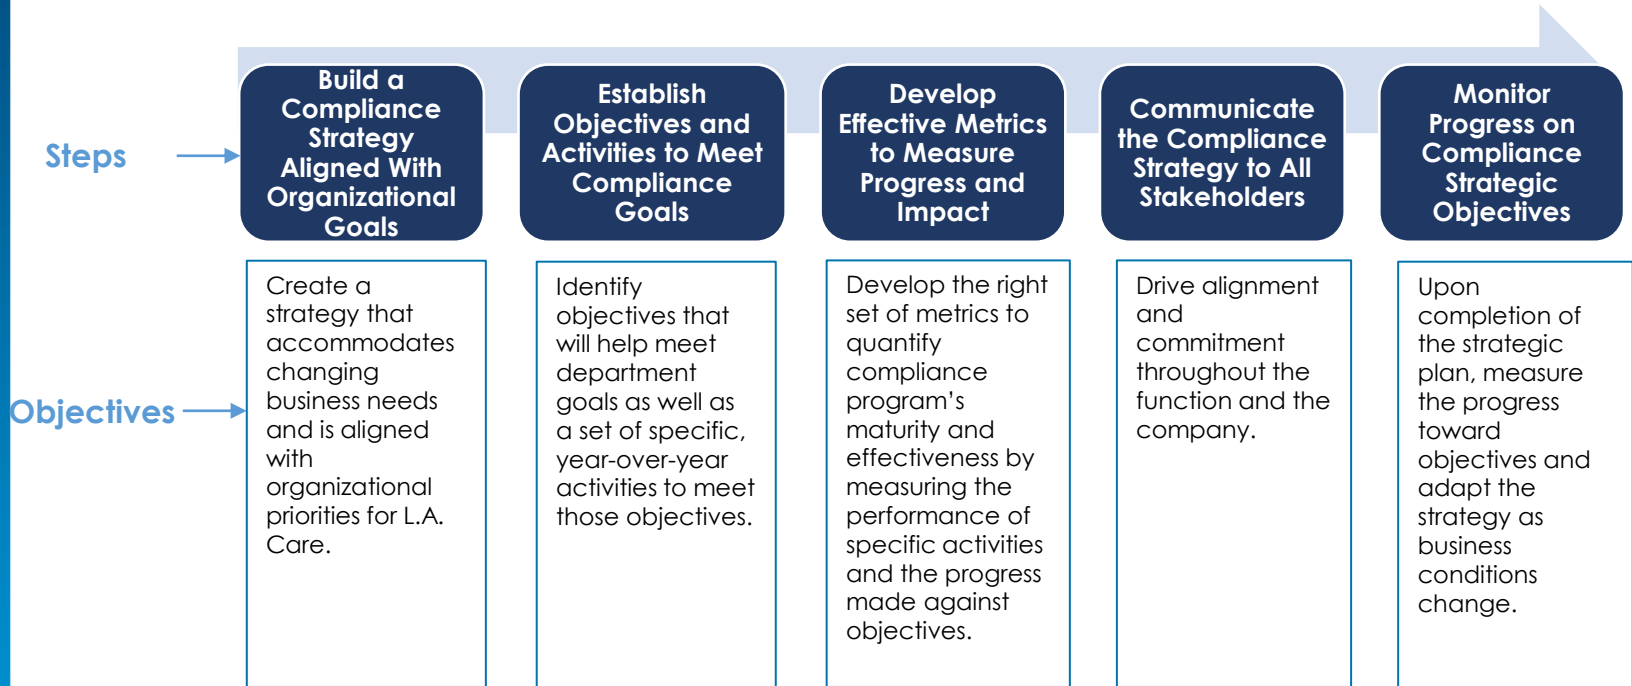 Steps
Build a
Compliance
Strategy
Aligned With
Organizational
Goals
Establish
Objectives and
Activities to Meet
Compliance
Goals
Develop
Effective Metrics
to Measure
Progress and
Impact
Communicate
the Compliance
Strategy to All
Stakeholders
Monitor
Progress on
Compliance
Strategic
Objectives
Objectives
Create a
strategy that
accommodates
changing
business needs
and is aligned
with
organizational
priorities for L.A.
Care.
Identify
objectives that
will help meet
department
goals as well as
a set of specific,
year-over-year
activities to meet
those objectives.
Develop the right
set of metrics to
quantify
compliance
program’s
maturity and
effectiveness by
measuring the
performance of
specific activities
and the progress
made against
objectives.
Drive alignment
and
commitment
throughout the
function and the
company.
Upon
completion of
the strategic
plan, measure
the progress
toward
objectives and
adapt the
strategy as
business
conditions
change.